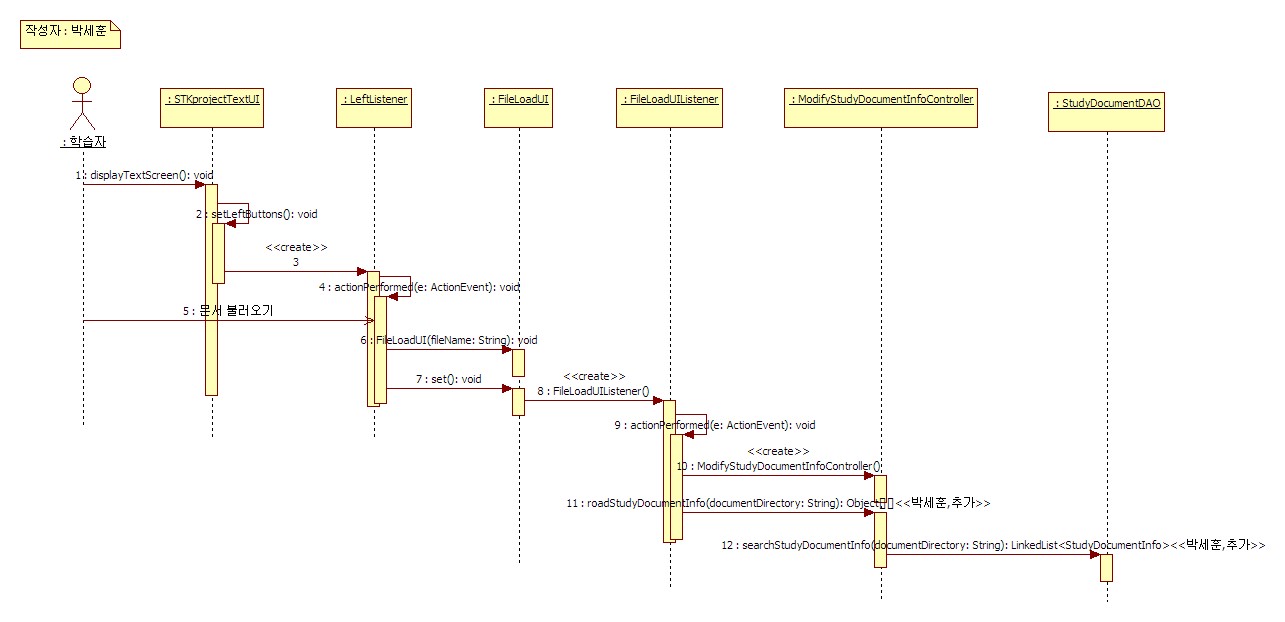 작성자 : 박세훈
: STKprojectTextUI
: LeftListener
: FileLoadUI
: FileLoadUIListener
: ModifyStudyDocumentInfoController
: StudyDocumentDAO
: 학습자
1 : displayTextScreen(): void
2 : setLeftButtons(): void
<<create>>
3
4 : actionPerformed(e: ActionEvent): void
5 : 문서 불러오기
6 : FileLoadUI(fileName: String): void
7 : set(): void
<<create>>
8 : FileLoadUIListener()
9 : actionPerformed(e: ActionEvent): void
<<create>>
10 : ModifyStudyDocumentInfoController()
11 : roadStudyDocumentInfo(documentDirectory: String): Object[][]<<박세훈,추가>>
12 : searchStudyDocumentInfo(documentDirectory: String): LinkedList<StudyDocumentInfo><<박세훈,추가>>